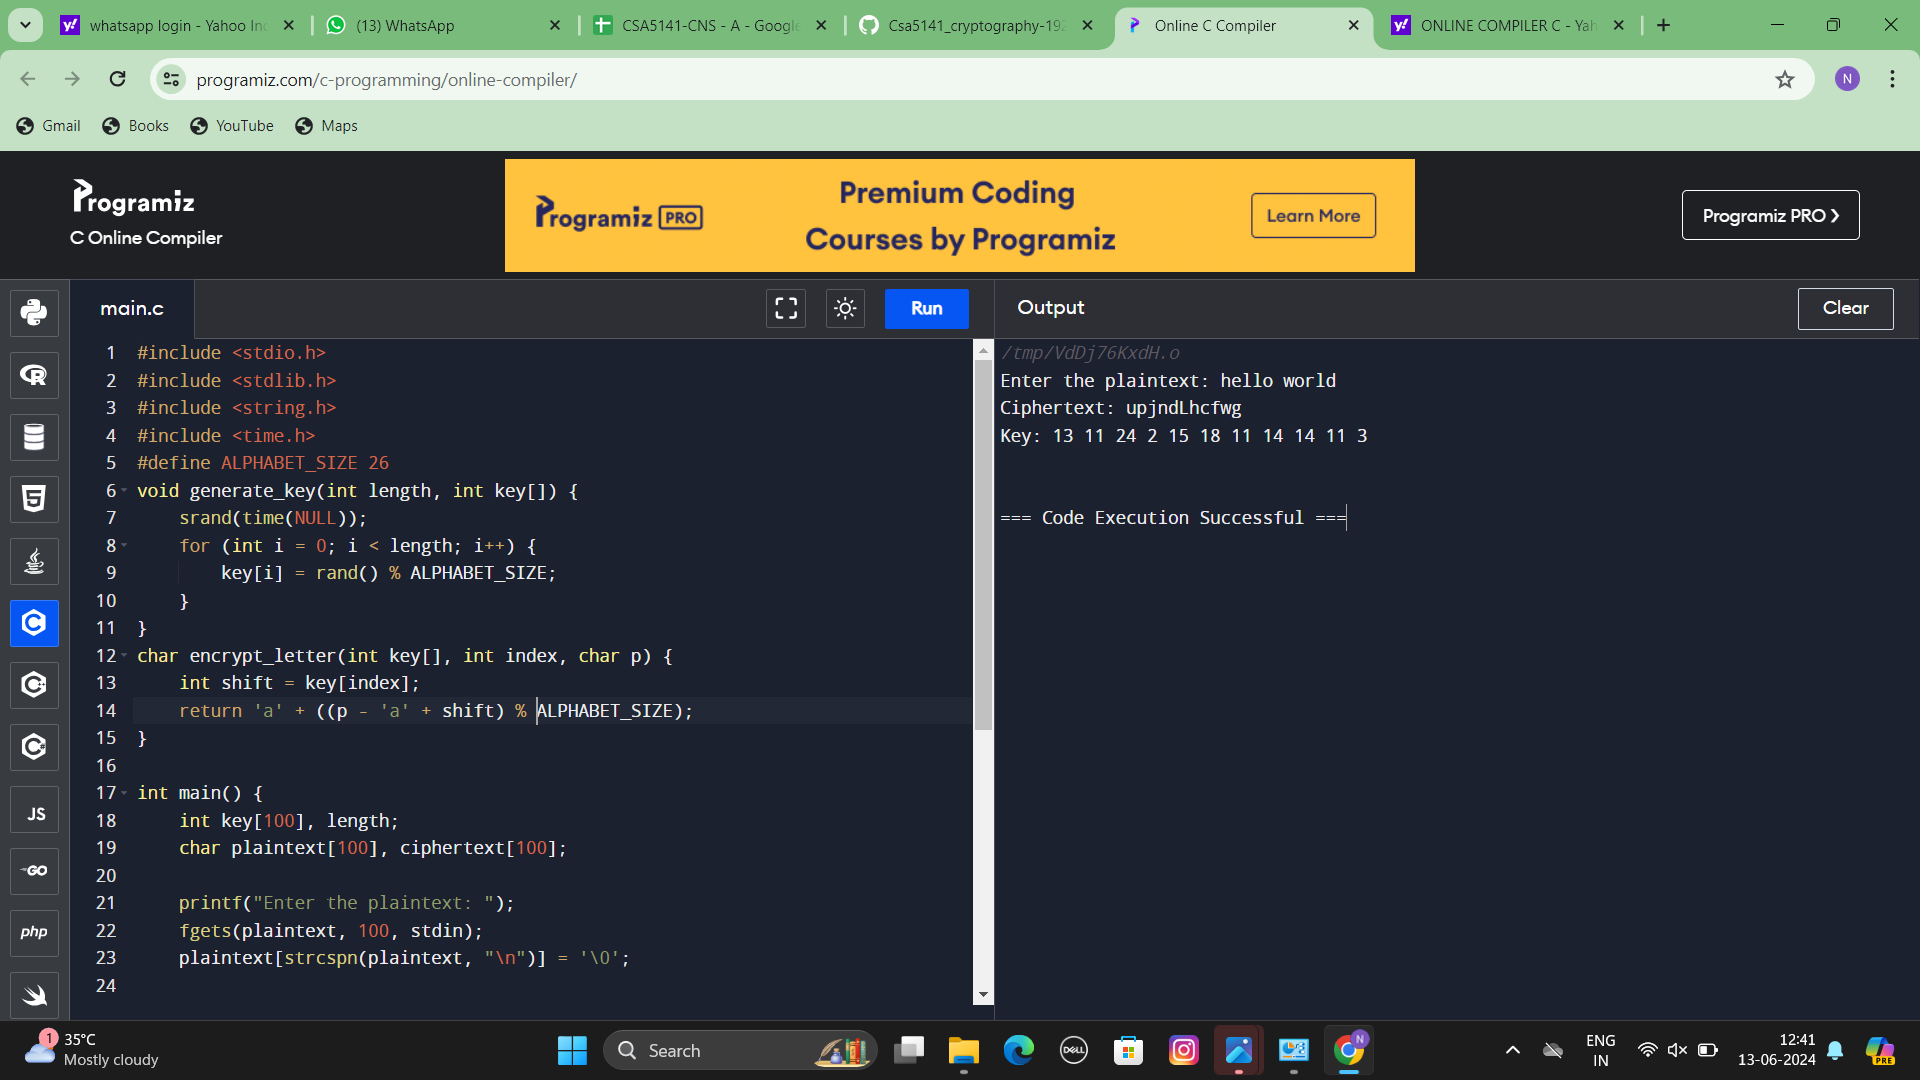 whatsapp login - Yahoo In
(13) WhatsApp
CSA5141-CNS - A - Google
Csa5141_cryptography-192
Online C Compiler
ONLINE COMPILER C - Yah
programiz.com/c-programming/online-compiler/
N
Gmail
Books
YouTube
Maps
Programiz
C Online Compiler
Programiz PRO
Premium Coding
Courses by Programiz
Learn More
Programiz PRO ❯
main.c
Run
Output
Clear
1 #include <stdio.h>
2 #include <stdlib.h>
3 #include <string.h>
4 #include <time.h>
5 #define ALPHABET_SIZE 26
6 void generate_key(int length, int key[]) {
7     srand(time(NULL));
8     for (int i = 0; i < length; i++) {
9         key[i] = rand() % ALPHABET_SIZE;
10     }
11 }
12 char encrypt_letter(int key[], int index, char p) {
13     int shift = key[index];
14     return 'a' + ((p - 'a' + shift) % ALPHABET_SIZE);
15 }
16
17 int main() {
18     int key[100], length;
19     char plaintext[100], ciphertext[100];
20
21     printf("Enter the plaintext: ");
22     fgets(plaintext, 100, stdin);
23     plaintext[strcspn(plaintext, "\n")] = '\0';
24
/tmp/VdDj76KxdH.o
Enter the plaintext: hello world
Ciphertext: upjndLhcfwg
Key: 13 11 24 2 15 18 11 14 14 11 3
=== Code Execution Successful ===
JS
GO
php
1
35°C
Mostly cloudy
Search
DELL
N
ENG
IN
12:41
13-06-2024
PRE